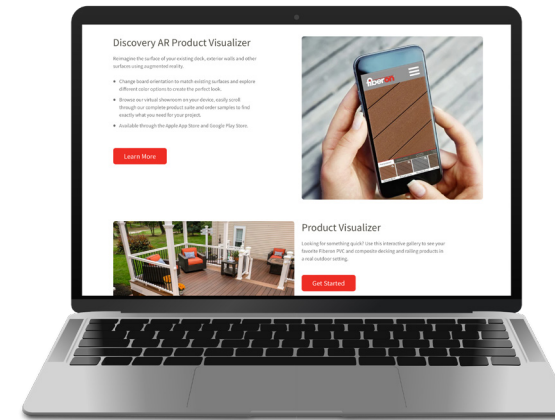 Discovery AR Product Visualizer
Reimagine the surface of your existing deck, exterior walls and other
surfaces using augmented reality.
Change board orientation to match existing surfaces and explore
different color options to create the perfect look.
Browse our virtual showroom on your device, easily scroll
through our complete product suite and order samples to find
exactly what you need for your project.
Available through the Apple App Store and Google Play Store.
Learn More
fiberon
Product Visualizer
Looking for something quick? Use this interactive gallery to see your
favorite Fiberon PVC and composite decking and railing products in
a real outdoor setting.
Get Started